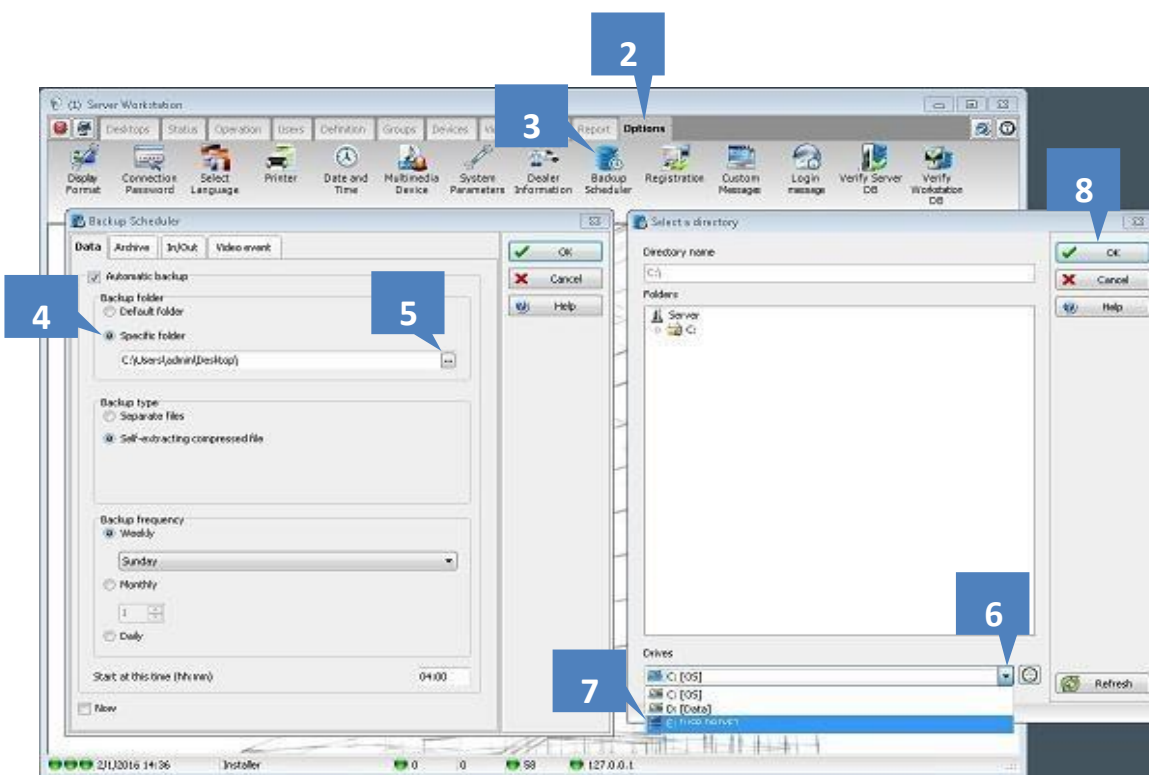 2
(1) Server Workstation
3
Desktops Status Operation Users Definition Groups Devices Report Options
Display Format
Connection Password
Select Language
Printer
Date and Time
Multimedia Device
System Parameters
Dealer Information
Backup Scheduler
Registration
Custom Messages
Login message
Verify Server DB
Verify Workstation DB
8
Backup Scheduler
Data Archive In/Out Video event
OK
Cancel
Help
Automatic backup
4
Backup folder
Default folder
5
Specific folder
C:\Users\admin\Desktop\
...
Backup type
Separate files
Self-extracting compressed file
Backup frequency
Weekly
Sunday
Monthly
1
Daily
Start at this time (hh:mm) 04:00
Now
Select a directory
Directory name
C:\
OK
Cancel
Help
Folders
Server
C:
6
Drives
C: [OS]
7
C: [OS]
D: [Data]
Refresh
2/1/2016 14:36 Installer 0 0 58 127.0.0.1